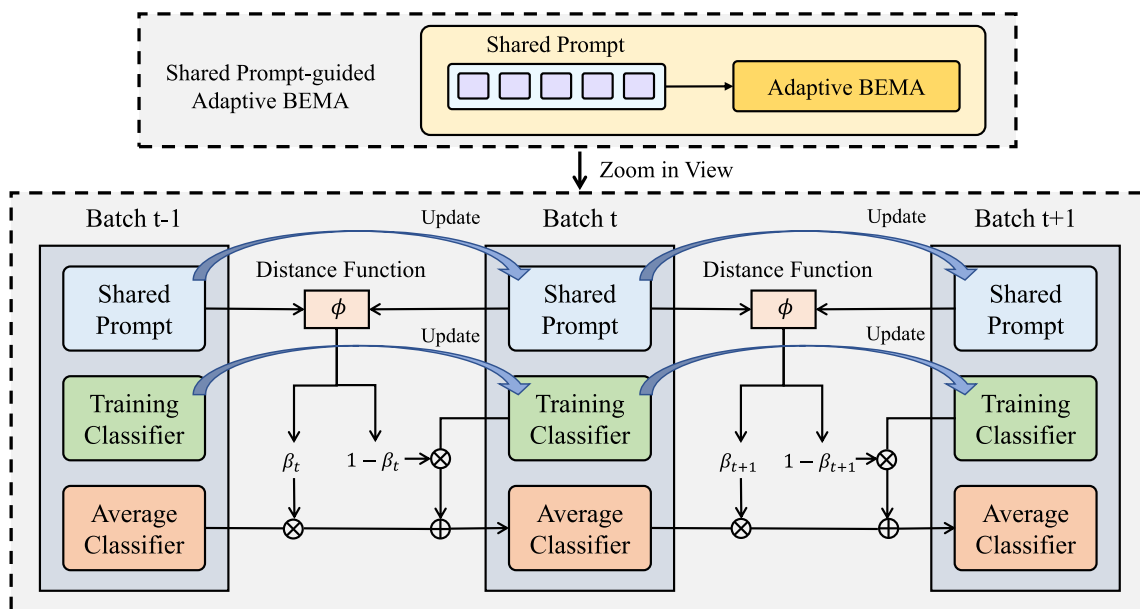 Shared Prompt-guided
Adaptive BEMA
Shared Prompt
Adaptive BEMA
Zoom in View
Batch t-1
Update
Batch t
Update
Batch t+1
Shared
Prompt
Distance Function
ϕ
Shared
Prompt
Distance Function
ϕ
Shared
Prompt
Update
Update
Training
Classifier
Training
Classifier
Training
Classifier
β_t
1 − β_t
β_{t+1}
1 − β_{t+1}
Average
Classifier
Average
Classifier
Average
Classifier